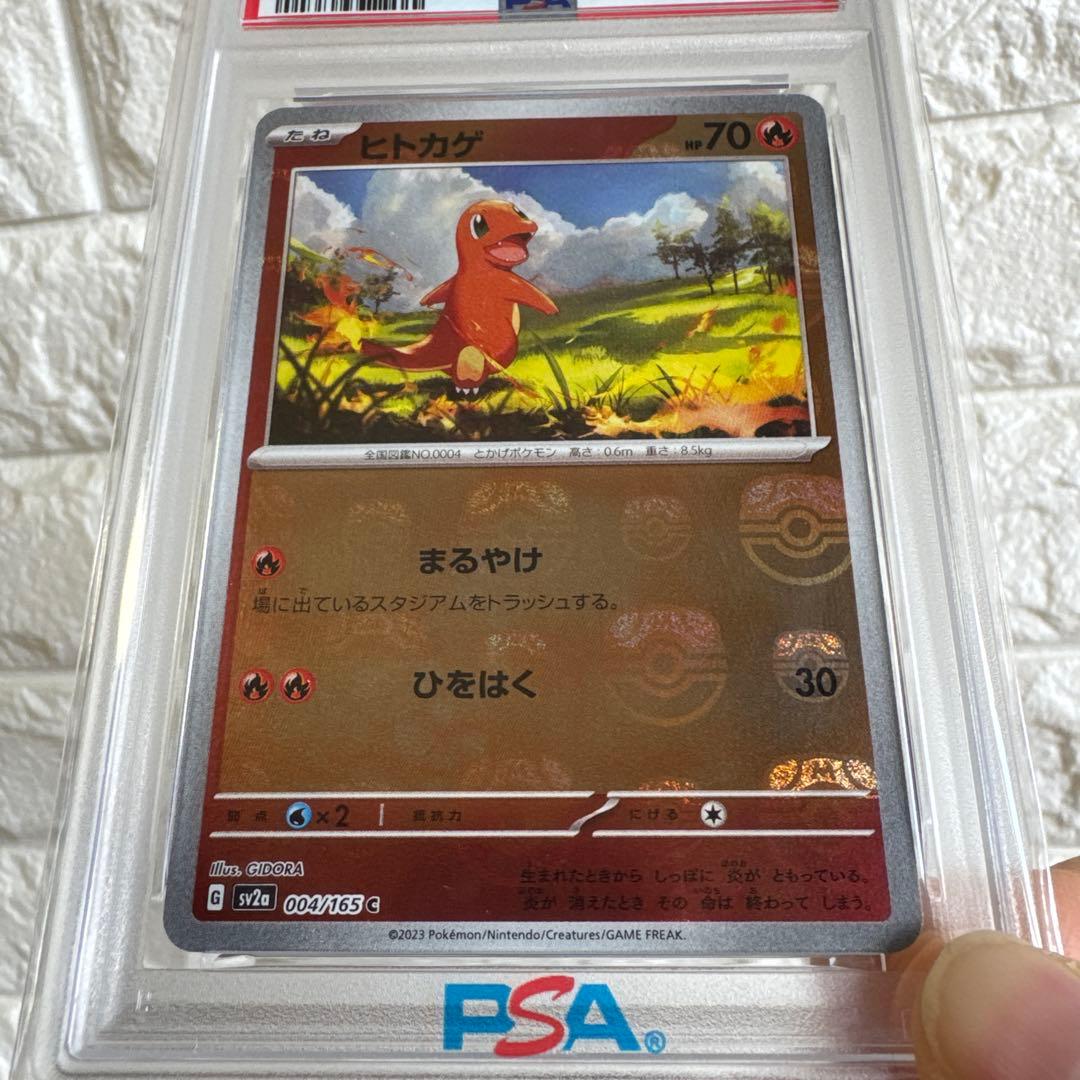 たね ヒトカゲ HP70
全国図鑑NO.0004 とかげポケモン 高さ:0.6m 重さ:8.5kg
まるやけ
場に出ているスタジアムをトラッシュする。
ひをはく 30
弱点 ×2 抵抗力 にげる
Illus. GIDORA
生まれたときから しっぽに 炎が ともっている。
炎が 消えたとき その 命は 終わって しまう。
G sv2a 004/165 C
©2023 Pokémon/Nintendo/Creatures/GAME FREAK.
PSA®